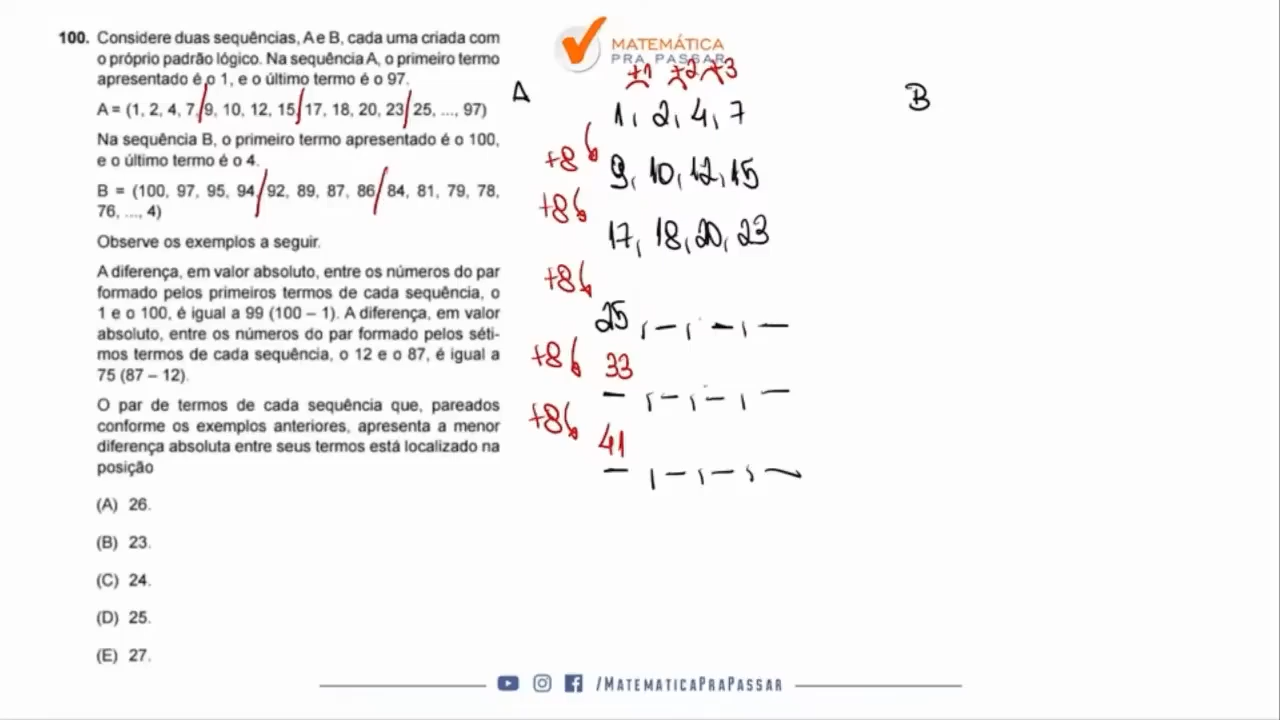 100. Considere duas sequências, A e B, cada uma criada com
o próprio padrão lógico. Na sequência A, o primeiro termo
apresentado é o 1, e o último termo é o 97.
A = (1, 2, 4, 7, 9, 10, 12, 15, 17, 18, 20, 23, 25, ..., 97)
Na sequência B, o primeiro termo apresentado é o 100,
e o último termo é o 4.
B = (100, 97, 95, 94, 92, 89, 87, 86, 84, 81, 79, 78,
76, ..., 4)
Observe os exemplos a seguir.
A diferença, em valor absoluto, entre os números do par
formado pelos primeiros termos de cada sequência, o
1 e o 100, é igual a 99 (100 – 1). A diferença, em valor
absoluto, entre os números do par formado pelos séti-
mos termos de cada sequência, o 12 e o 87, é igual a
75 (87 – 12).
O par de termos de cada sequência que, pareados
conforme os exemplos anteriores, apresenta a menor
diferença absoluta entre seus termos está localizado na
posição
(A) 26.
(B) 23.
(C) 24.
(D) 25.
(E) 27.
MATEMÁTICA
PRA PASSAR
+1 +2 +3
A
1, 2, 4, 7
+8
9, 10, 12, 15
+8
17, 18, 20, 23
+8
25, – , – , –
+8 33
– , – , – , –
+8 41
– , – , – , –
B
/MATEMATICAPRAPASSAR